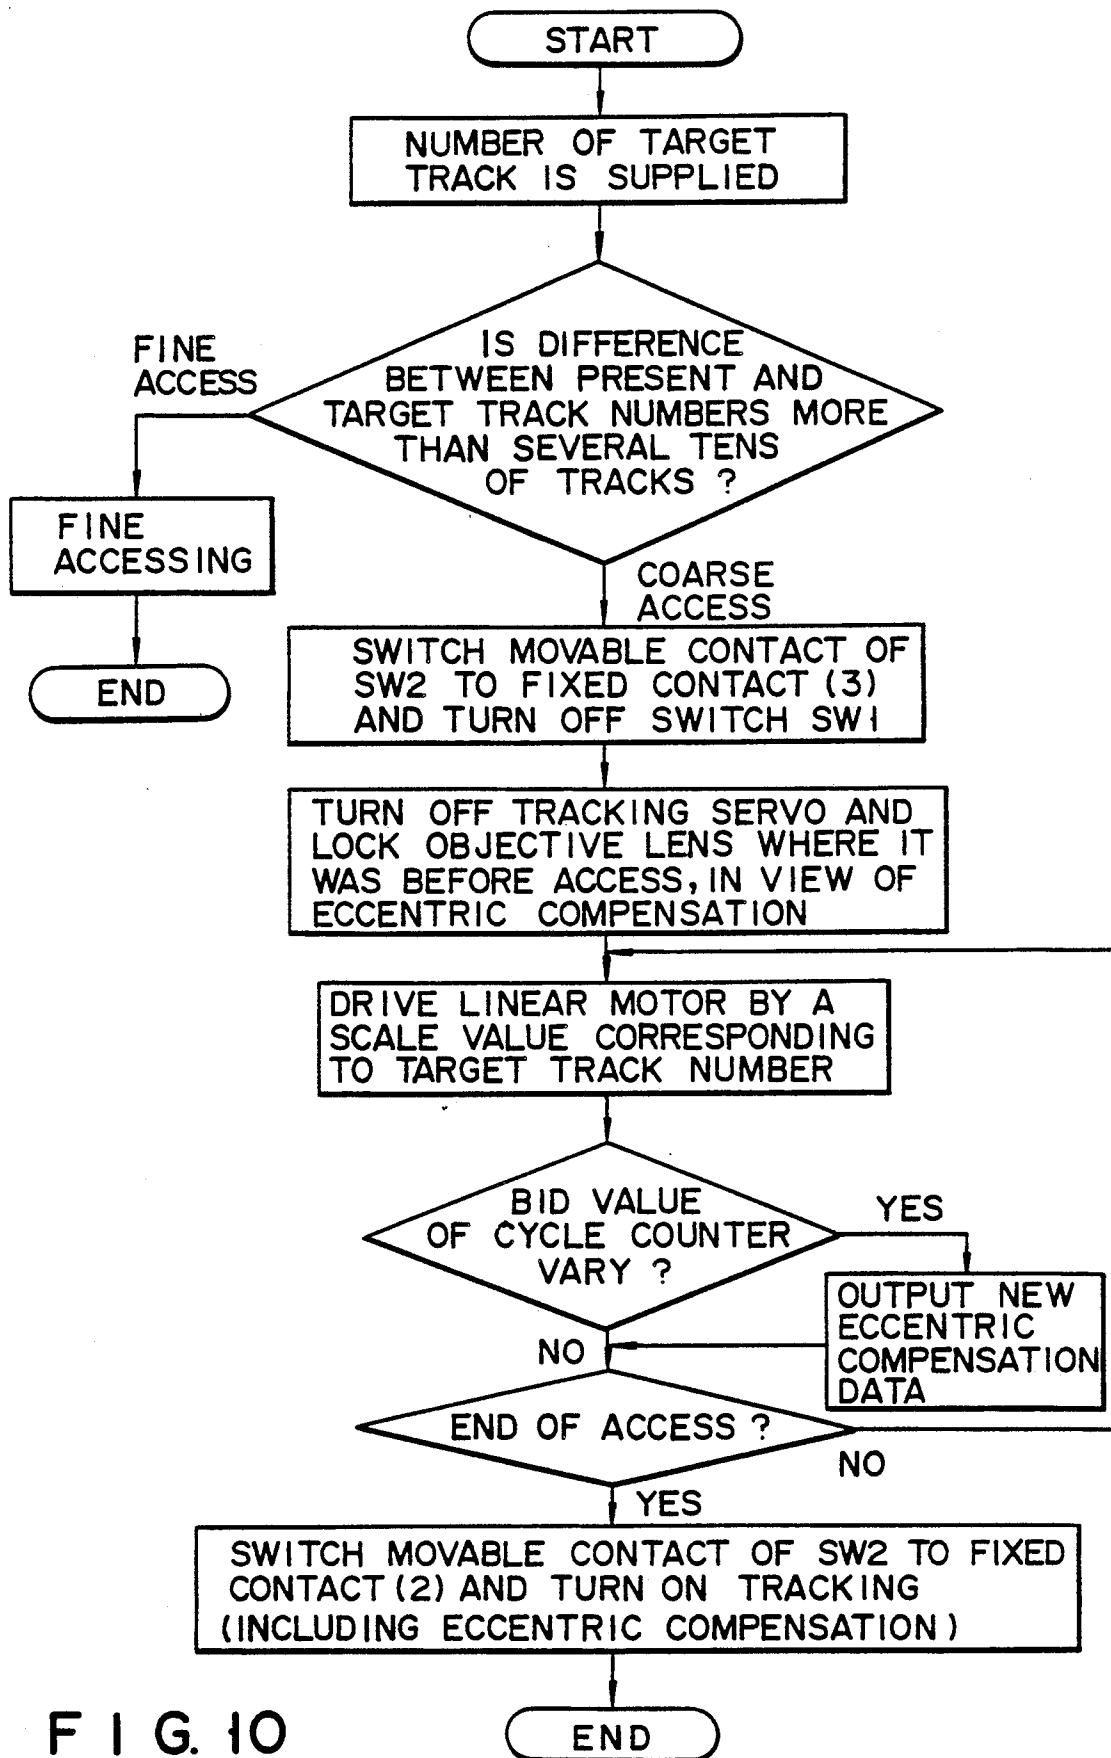 START
NUMBER OF TARGET
TRACK IS SUPPLIED
IS DIFFERENCE
BETWEEN PRESENT AND
TARGET TRACK NUMBERS MORE
THAN SEVERAL TENS
OF TRACKS ?
FINE
ACCESS
FINE
ACCESSING
END
COARSE
ACCESS
SWITCH MOVABLE CONTACT OF
SW2 TO FIXED CONTACT (3)
AND TURN OFF SWITCH SW1
TURN OFF TRACKING SERVO AND
LOCK OBJECTIVE LENS WHERE IT
WAS BEFORE ACCESS, IN VIEW OF
ECCENTRIC COMPENSATION
DRIVE LINEAR MOTOR BY A
SCALE VALUE CORRESPONDING
TO TARGET TRACK NUMBER
BID VALUE
OF CYCLE COUNTER
VARY ?
YES
OUTPUT NEW
ECCENTRIC
COMPENSATION
DATA
NO
END OF ACCESS ?
NO
YES
SWITCH MOVABLE CONTACT OF SW2 TO FIXED
CONTACT (2) AND TURN ON TRACKING
(INCLUDING ECCENTRIC COMPENSATION)
END
FIG. 10